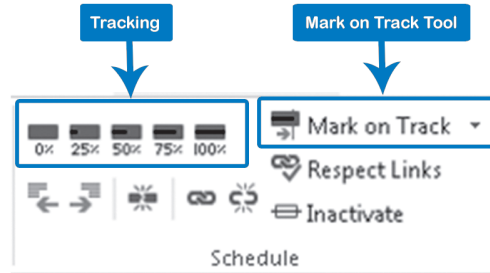 Tracking
Mark on Track Tool
0% 25% 50% 75% 100%
Mark on Track
Respect Links
Inactivate
Schedule